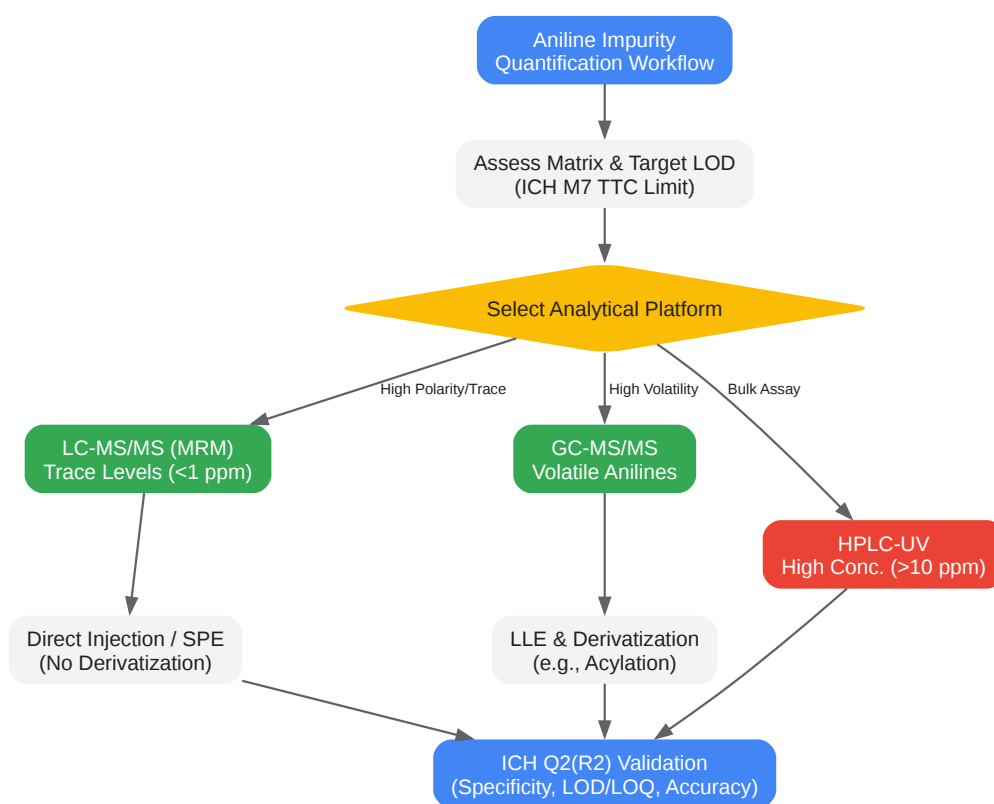 Aniline Impurity
Quantification Workflow
Assess Matrix & Target LOD
(ICH M7 TTC Limit)
Select Analytical Platform
High Polarity/Trace
High Volatility
Bulk Assay
LC-MS/MS (MRM)
Trace Levels (<1 ppm)
GC-MS/MS
Volatile Anilines
HPLC-UV
High Conc. (>10 ppm)
Direct Injection / SPE
(No Derivatization)
LLE & Derivatization
(e.g., Acylation)
ICH Q2(R2) Validation
(Specificity, LOD/LOQ, Accuracy)